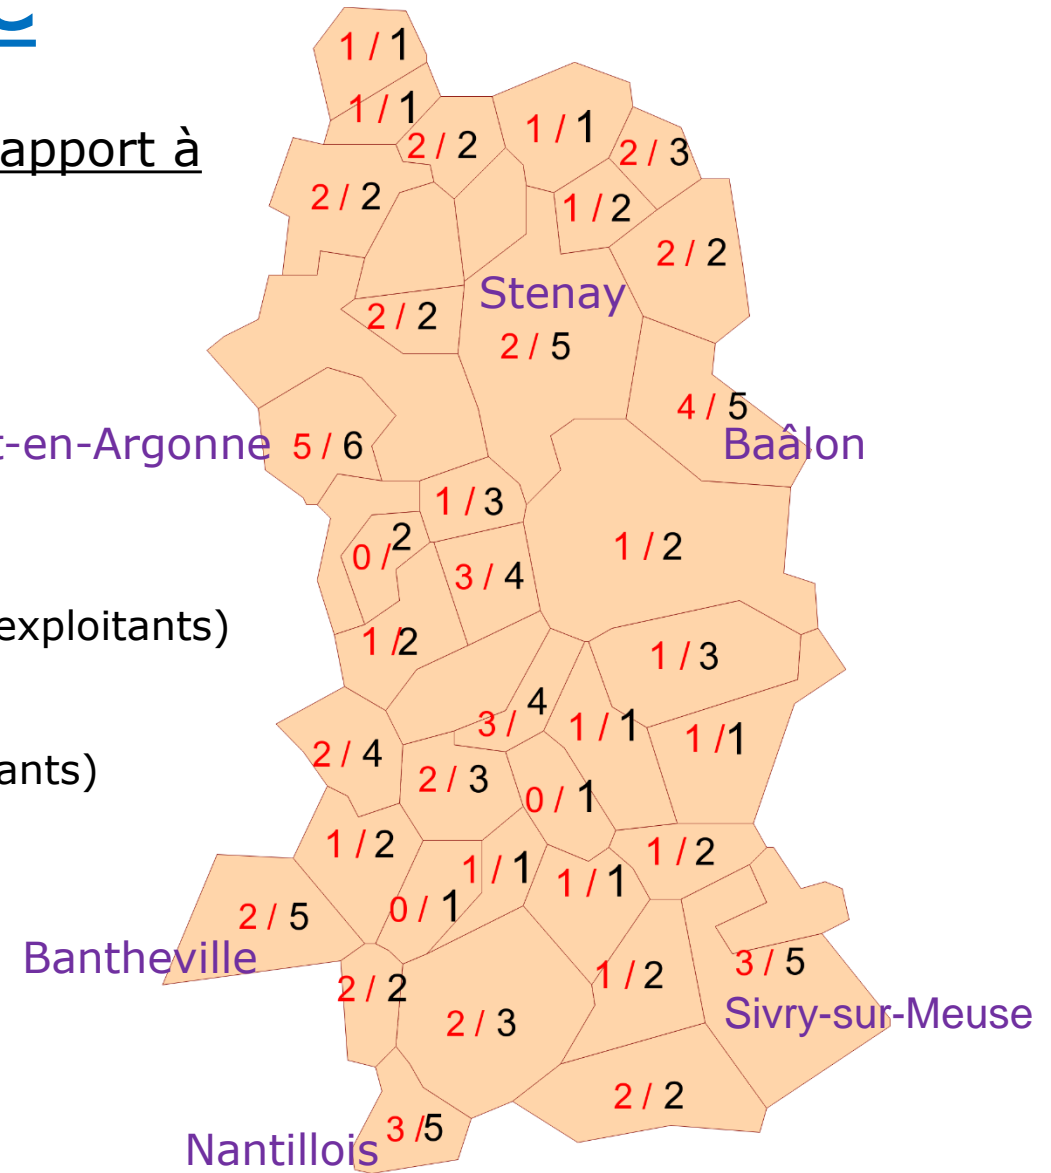 1 / 1
1 / 1
apport à
2 / 2
1 / 1
2 / 3
2 / 2
1 / 2
2 / 2
Stenay
2 / 2
2 / 5
4 / 5
t-en-Argonne
5 / 6
Baâlon
1 / 3
0 / 2
1 / 2
3 / 4
exploitants)
1 /2
1 / 3
3 / 4
1 / 1
1 /1
2 / 4
ants)
2 / 3
0 / 1
1 / 2
1 / 2
1 / 1
1 / 1
2 / 5
0 / 1
Bantheville
3 / 5
1 / 2
2 / 2
Sivry-sur-Meuse
2 / 3
2 / 2
3 /5
Nantillois